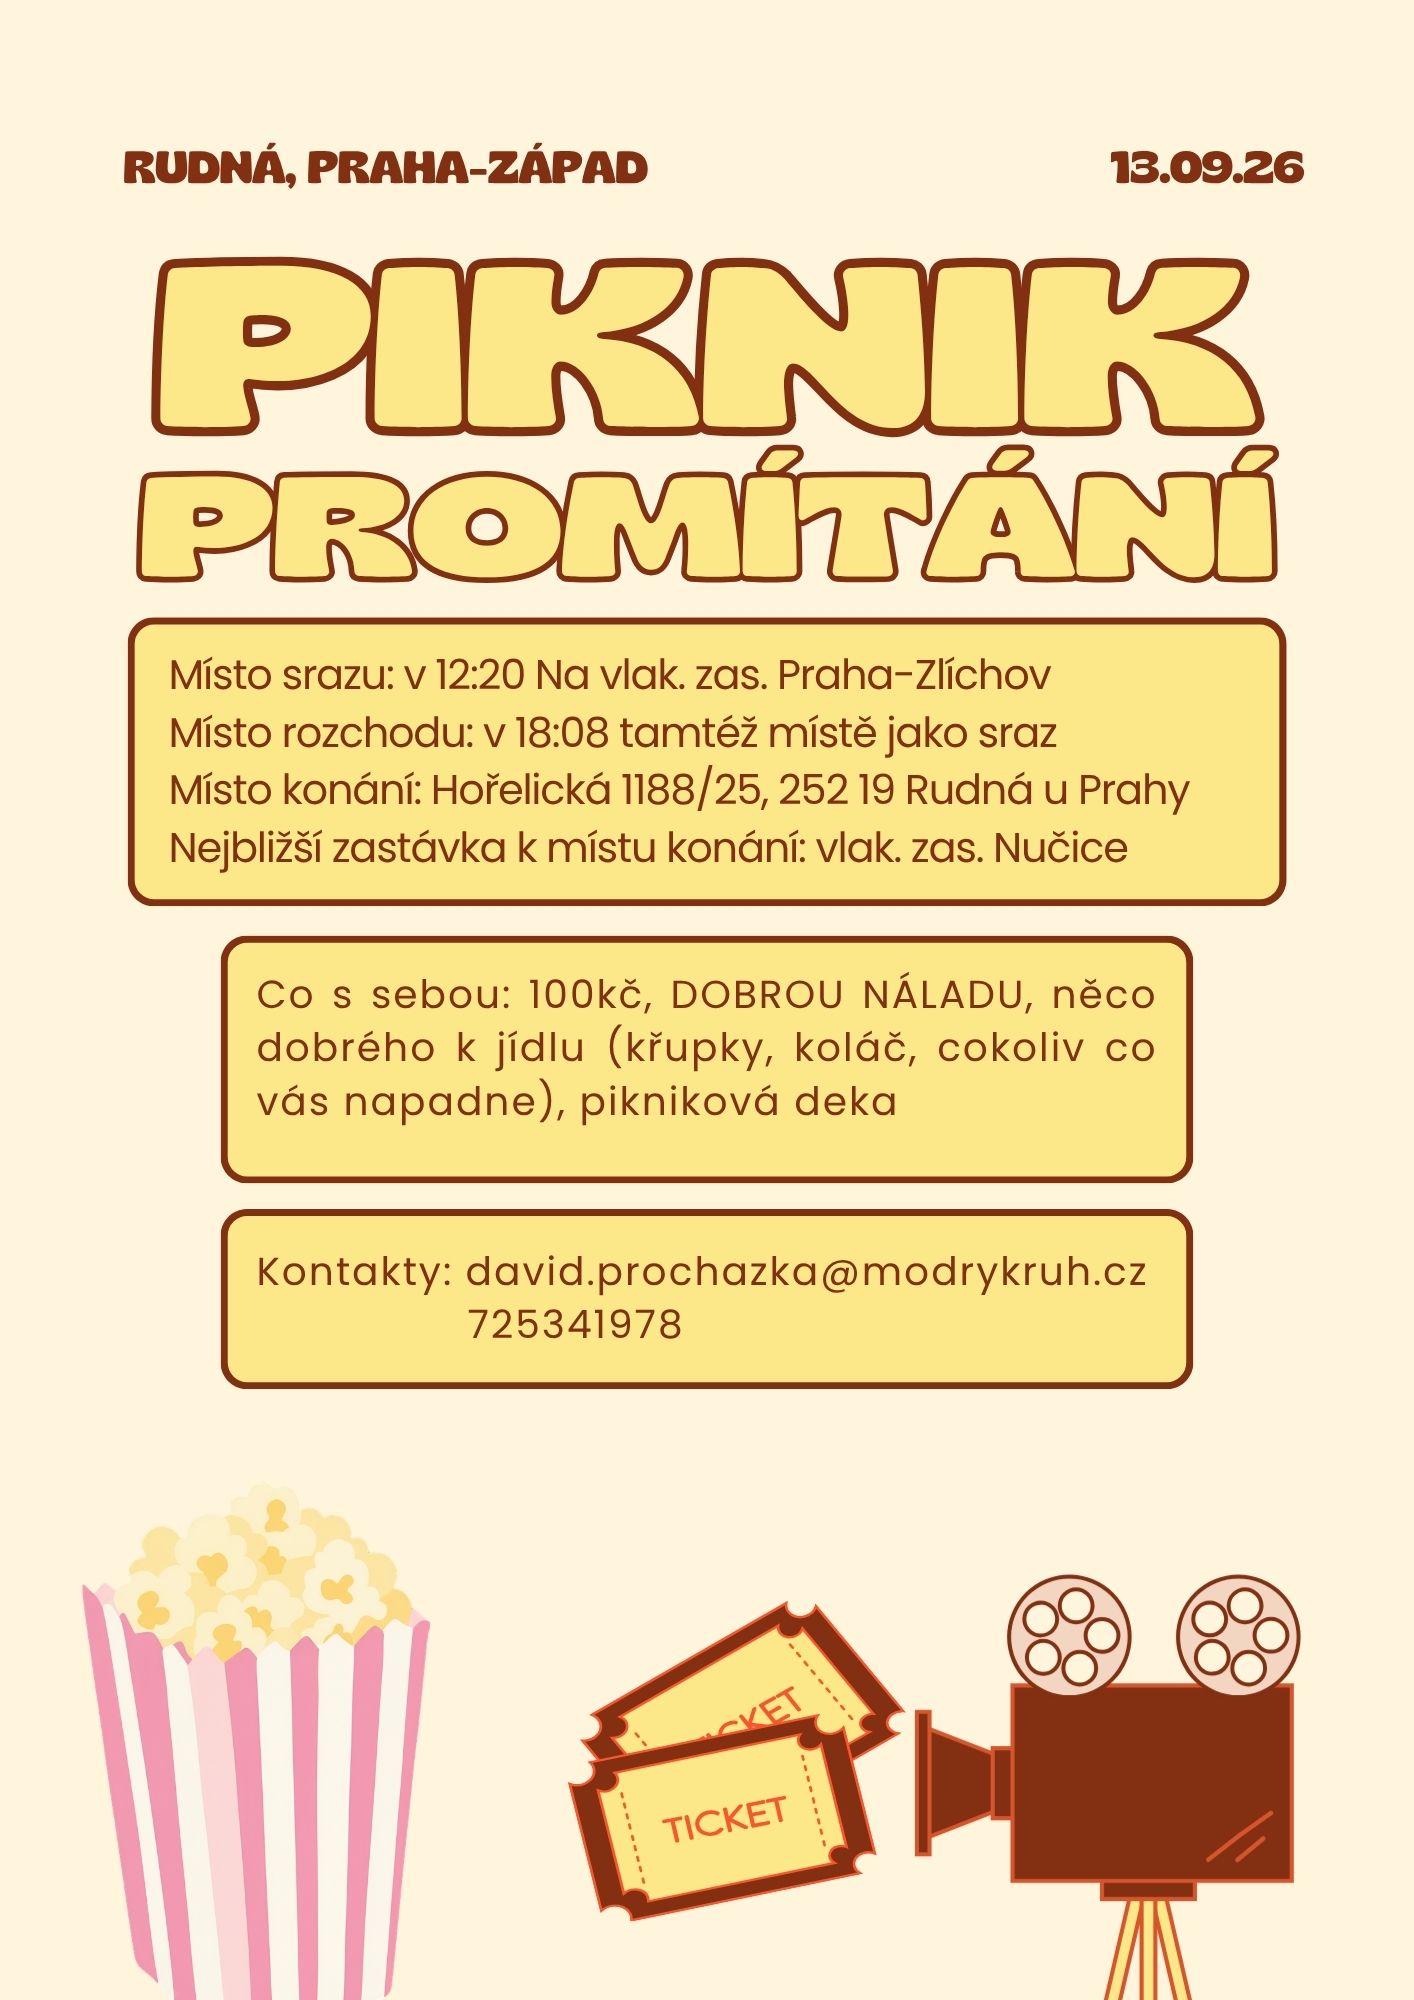 RUDNÁ, PRAHA-ZÁPAD
13.09.26
PIKNIK
PROMÍTÁNÍ
Místo srazu: v 12:20 Na vlak. zas. Praha-Zlíchov
Místo rozchodu: v 18:08 tamtéž místě jako sraz
Místo konání: Hořelická 1188/25, 252 19 Rudná u Prahy
Nejbližší zastávka k místu konání: vlak. zas. Nučice
Co s sebou: 100kč, DOBROU NÁLADU, něco
dobrého k jídlu (křupky, koláč, cokoliv co
vás napadne), pikniková deka
Kontakty: david.prochazka@modrykruh.cz
725341978
TICKET